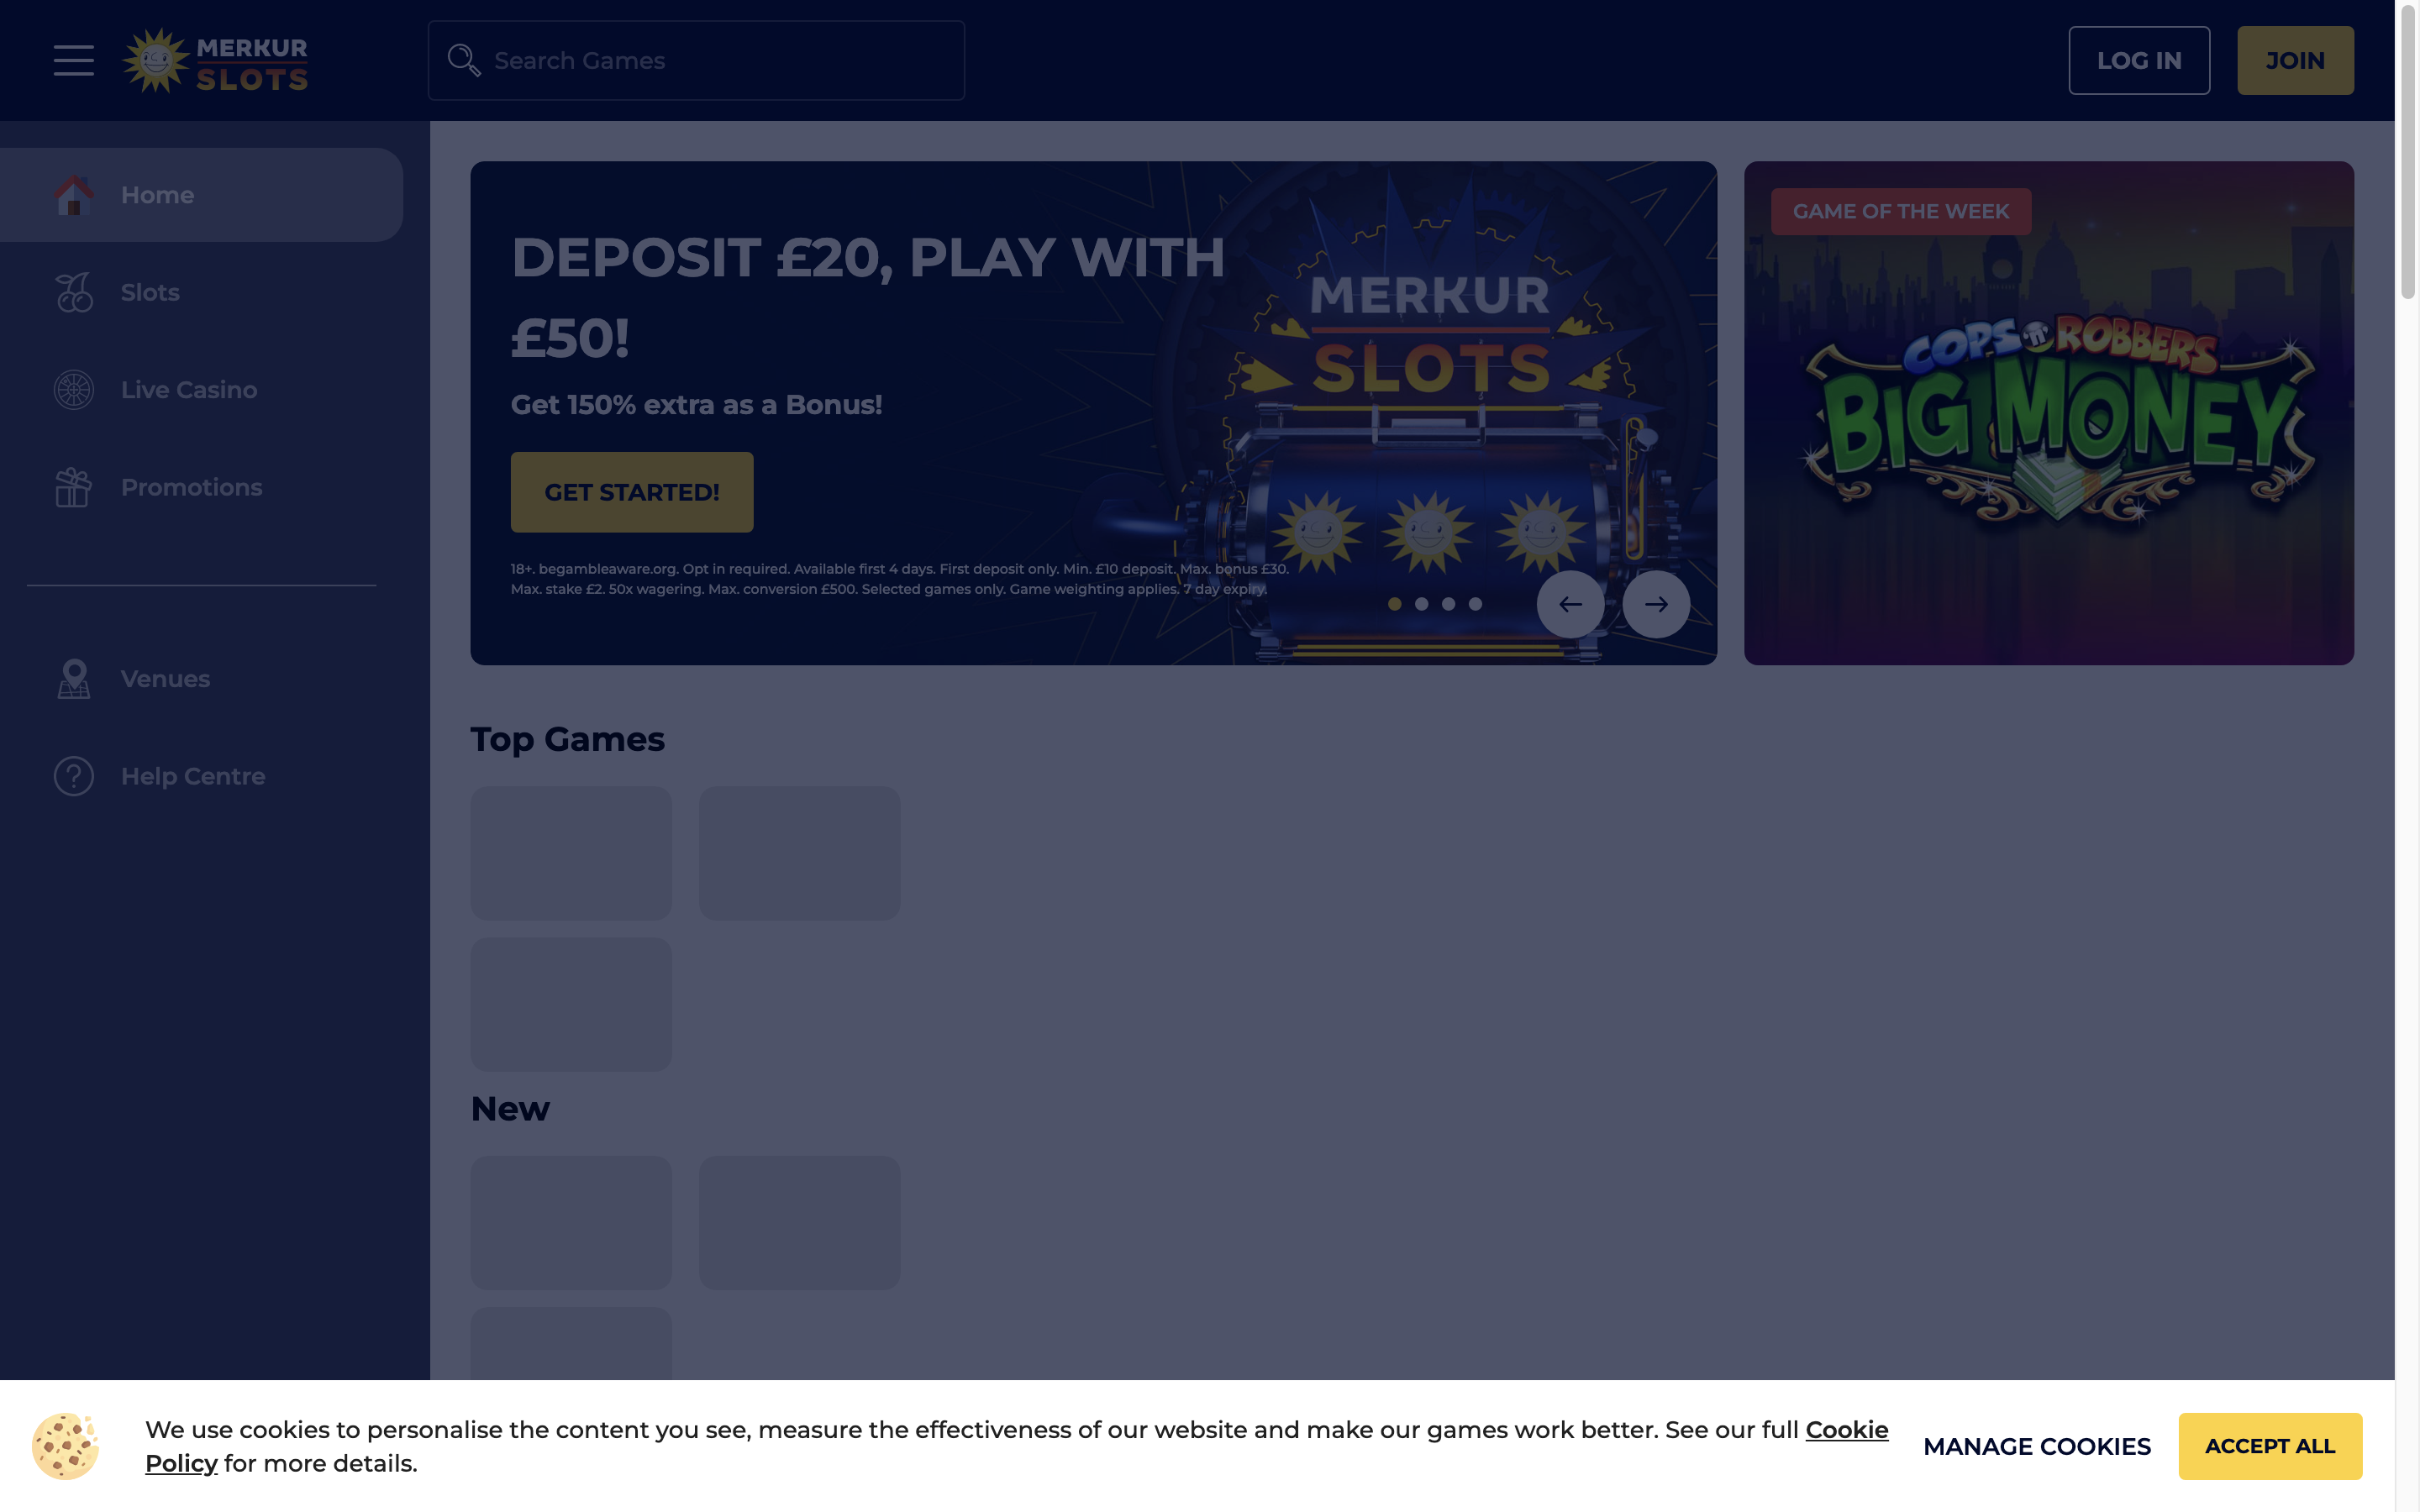 MERKUR
SLOTS
Search Games
LOG IN
JOIN
Home
Slots
Live Casino
Promotions
Venues
Help Centre
DEPOSIT £20, PLAY WITH
£50!
Get 150% extra as a Bonus!
GET STARTED!
18+. begambleaware.org. Opt in required. Available first 4 days. First deposit only. Min. £10 deposit. Max. bonus £30.
Max. stake £2. 50x wagering. Max. conversion £500. Selected games only. Game weighting applies. 7 day expiry.
MERKUR
SLOTS
GAME OF THE WEEK
COPS 'n' ROBBERS
BIG MONEY
Top Games
New
We use cookies to personalise the content you see, measure the effectiveness of our website and make our games work better. See our full Cookie
Policy for more details.
MANAGE COOKIES
ACCEPT ALL